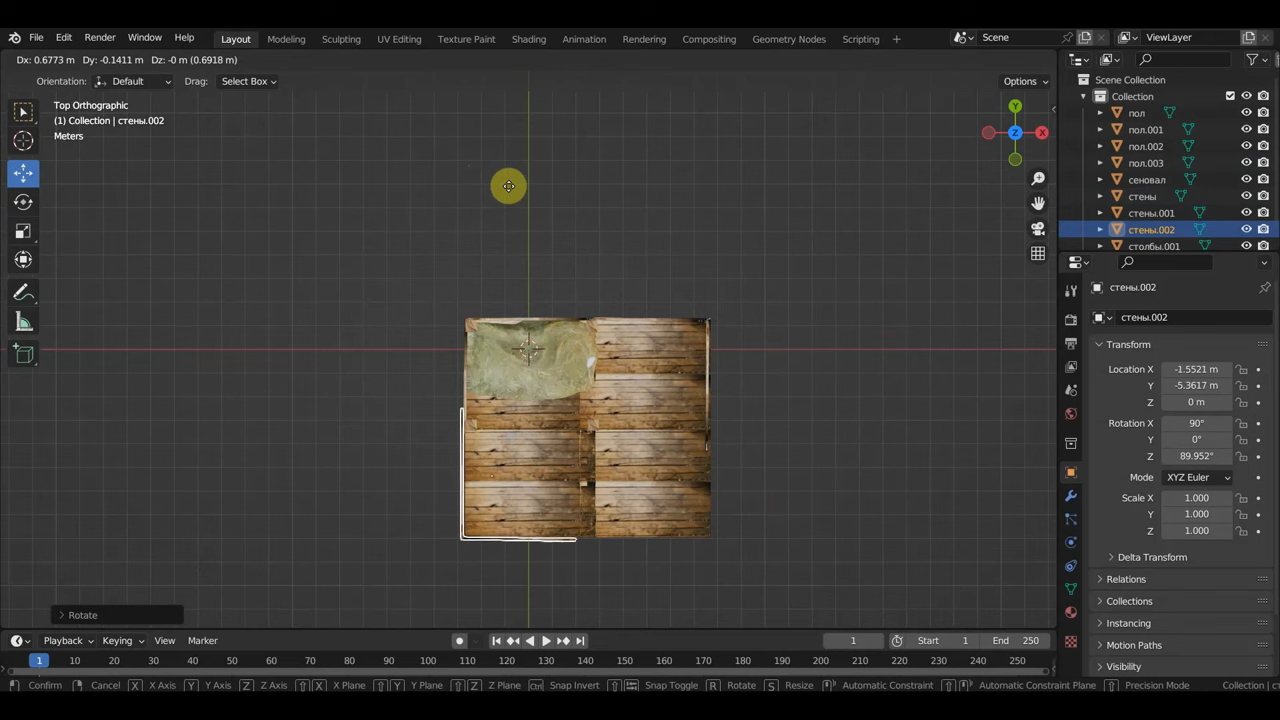 File Edit Render Window Help Layout Modeling Sculpting UV Editing Texture Paint Shading Animation Rendering Compositing Geometry Nodes Scripting + Scene ViewLayer
Dx: 0.6773 m Dy: -0.1411 m Dz: -0 m (0.6918 m)
Orientation: Default Drag: Select Box Options
Top Orthographic
(1) Collection | стены.002
Meters
Y
X
Z
Scene Collection
Collection
пол
пол.001
пол.002
пол.003
сеновал
стены
стены.001
стены.002
столбы.001
стены.002
стены.002
Transform
Location X -1.5521 m
Y -5.3617 m
Z 0 m
Rotation X 90°
Y 0°
Z 89.952°
Mode XYZ Euler
Scale X 1.000
Y 1.000
Z 1.000
Delta Transform
Relations
Collections
Instancing
Motion Paths
Visibility
Rotate
Playback Keying View Marker 1 Start 1 End 250
1 10 20 30 40 50 60 70 80 90 100 110 120 130 140 150 160 170 180 190 200 210 220 230 240 250
Confirm Cancel X X Axis Y Y Axis Z Z Axis X X Plane Y Y Plane Z Z Plane Ctrl Snap Invert Snap Toggle R Rotate S Resize Automatic Constraint Automatic Constraint Plane Precision Mode